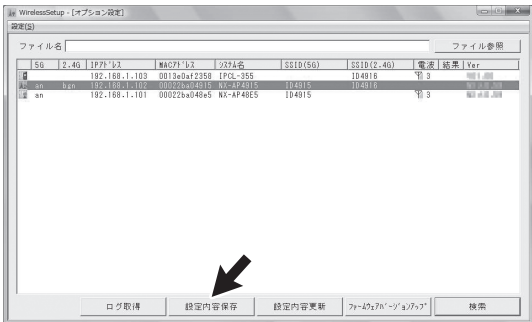 WirelessSetup - [オプション設定]
設定(S)
ファイル名 ファイル参照
5G 2.4G IPアドレス MACアドレス システム名 SSID(5G) SSID(2.4G) 電波 結果 Ver
192.168.1.103 0013e0af2358 IPCL-355 ID4916 3
an bgn 192.168.1.102 00022ba04915 NX-AP4915 ID4915 ID4916
an 192.168.1.101 00022ba048e5 NX-AP48E5 ID4915 3
ログ取得 設定内容保存 設定内容更新 ファームウェアバージョンアップ 検索